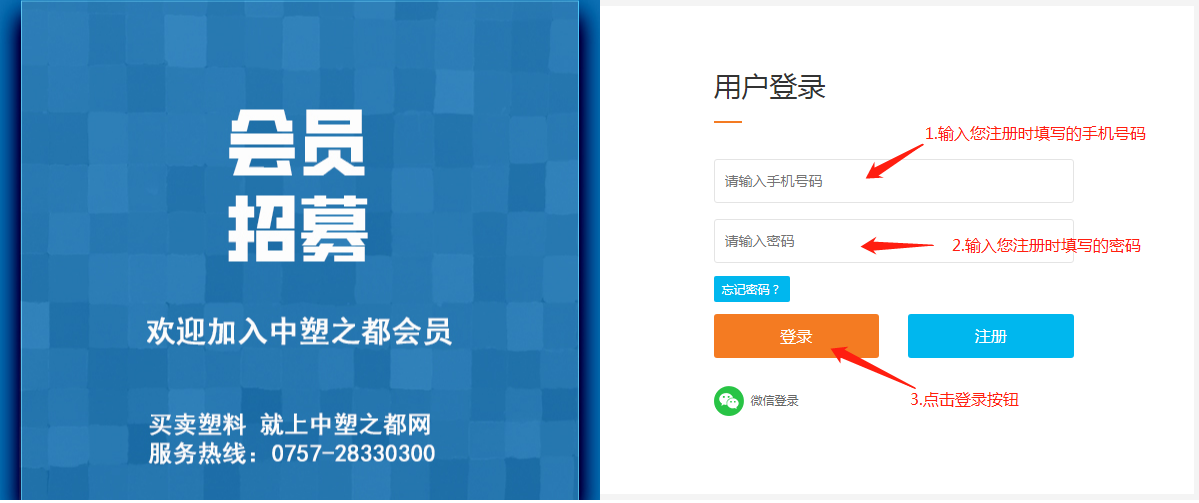 会员
招募
欢迎加入中塑之都会员
买卖塑料 就上中塑之都网
服务热线：0757-28330300
用户登录
1.输入您注册时填写的手机号码
请输入手机号码
请输入密码
2.输入您注册时填写的密码
忘记密码？
登录
注册
微信登录
3.点击登录按钮